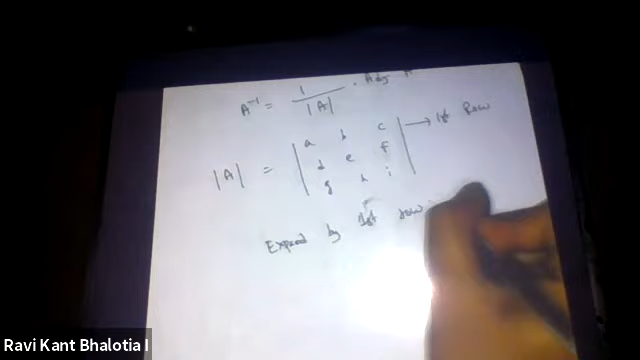 A⁻¹ = 1/|A| . Adj A
|A| = | a b c | → 1st Row
d e f
g h i
Expand by 1st row
Ravi Kant Bhalotia I